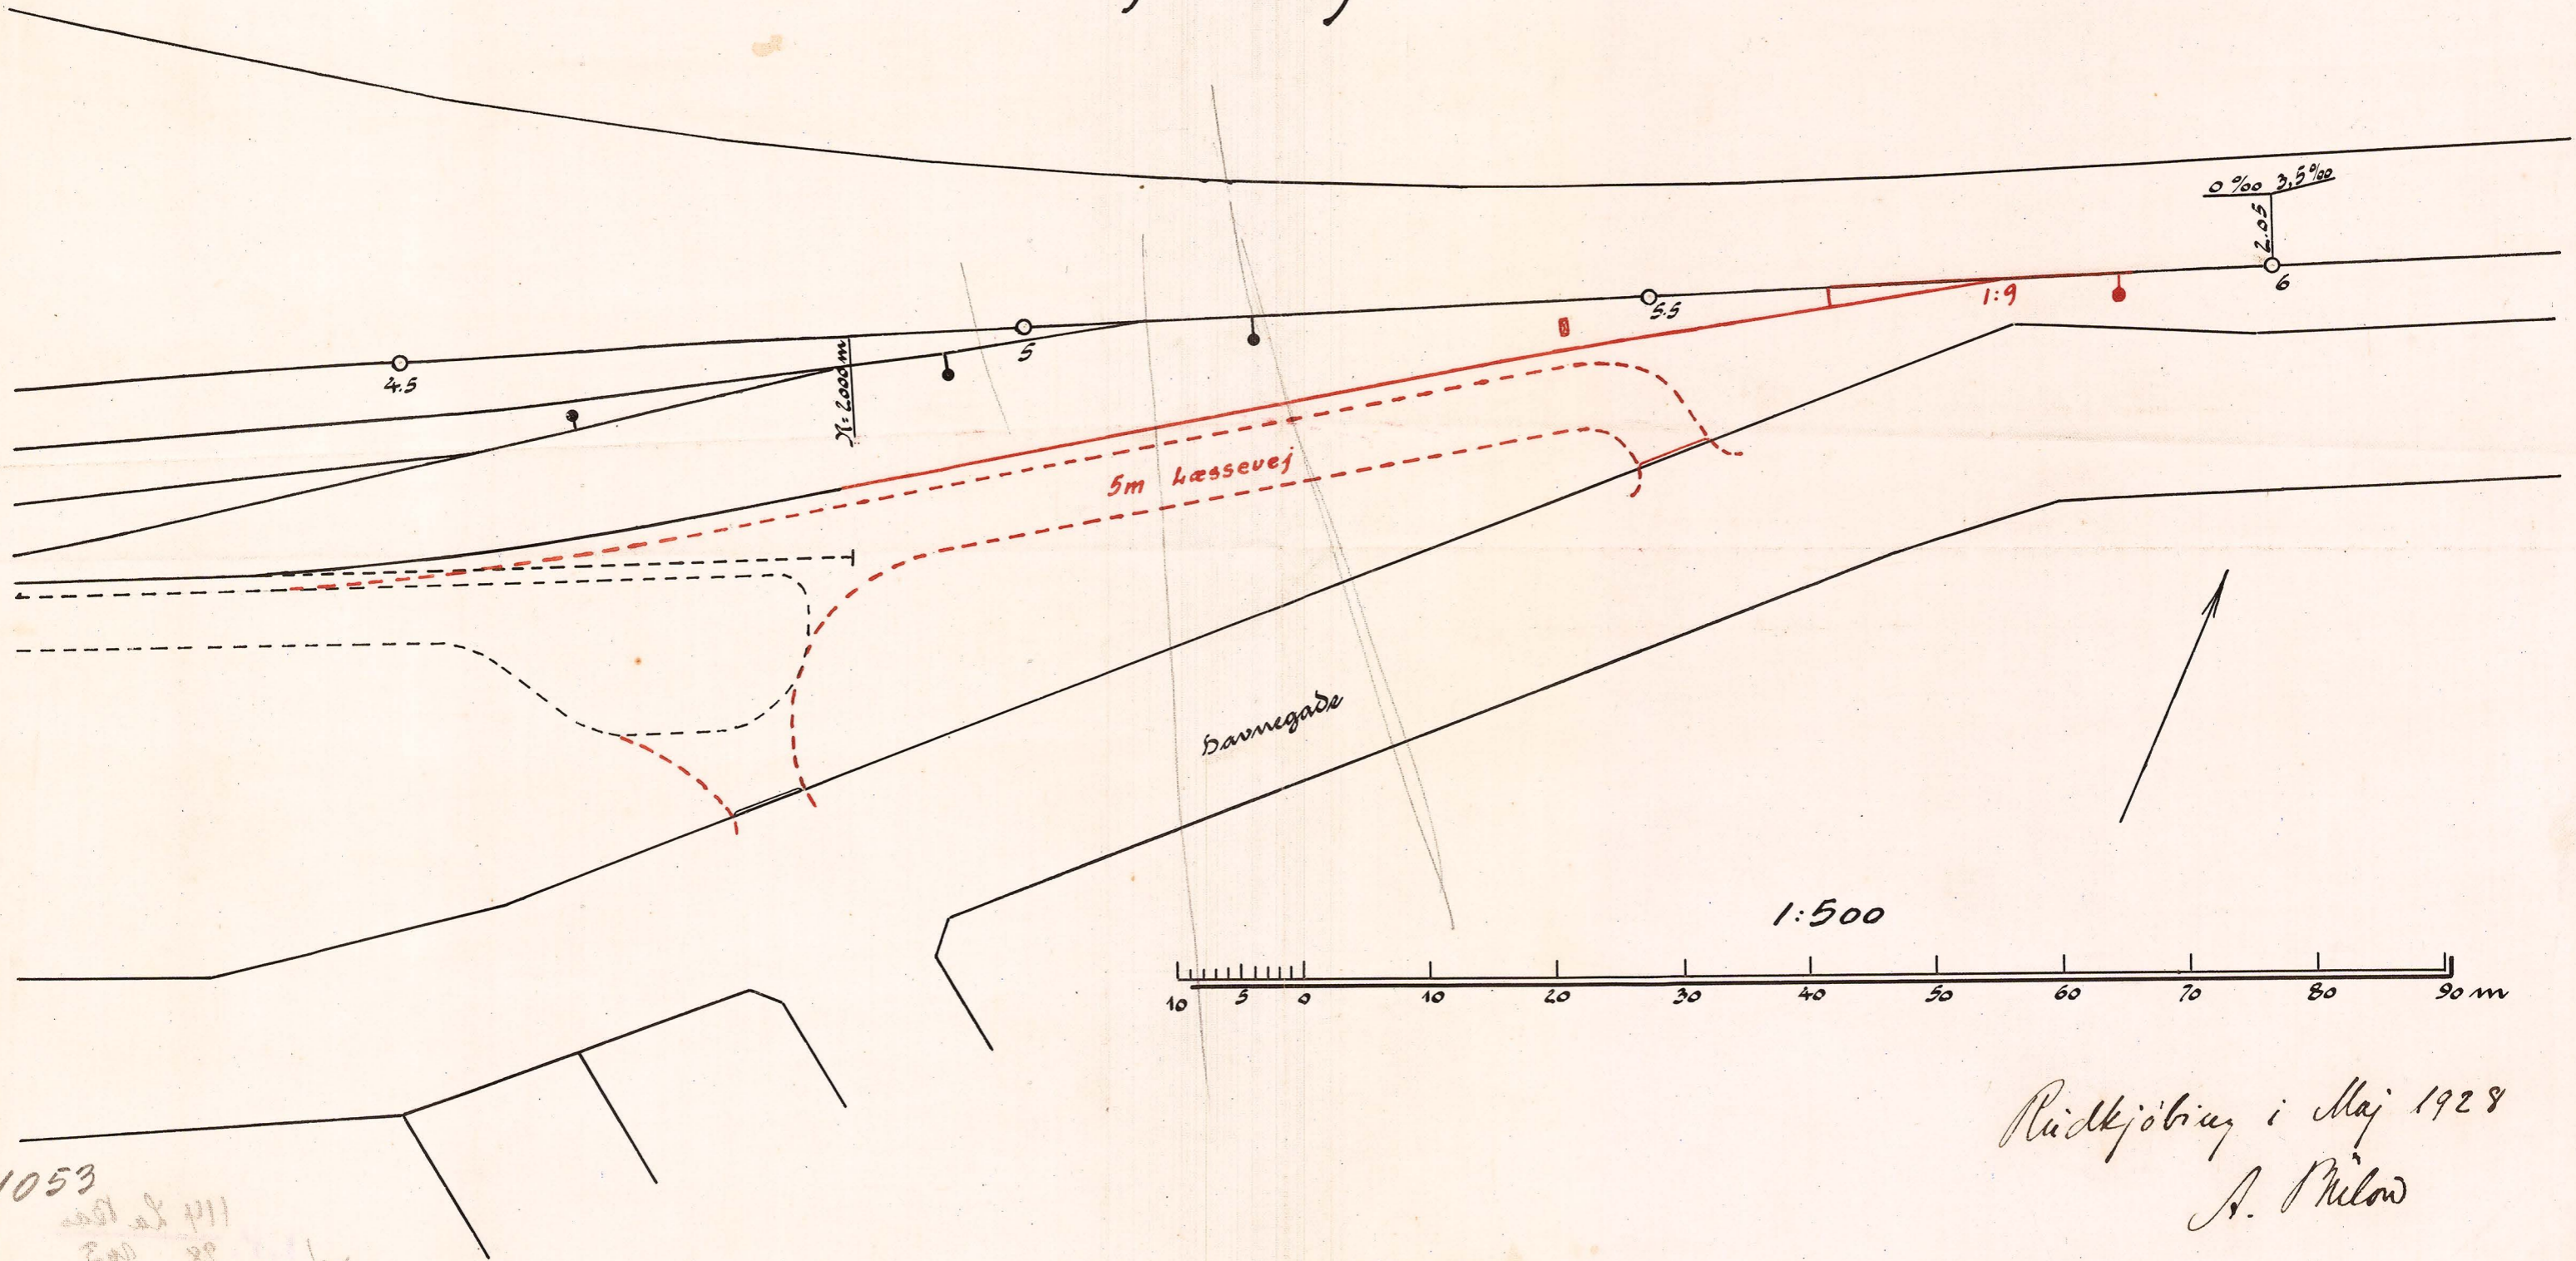 0 ‰ 3,5 ‰
2.05
4.5
5
5.5
6
1:9
R=2000m
5m Læssevej
Havnegade
1:500
10 5 0 10 20 30 40 50 60 70 80 90 m
Rudkjöbing i Maj 1928
A. Bülow
1053